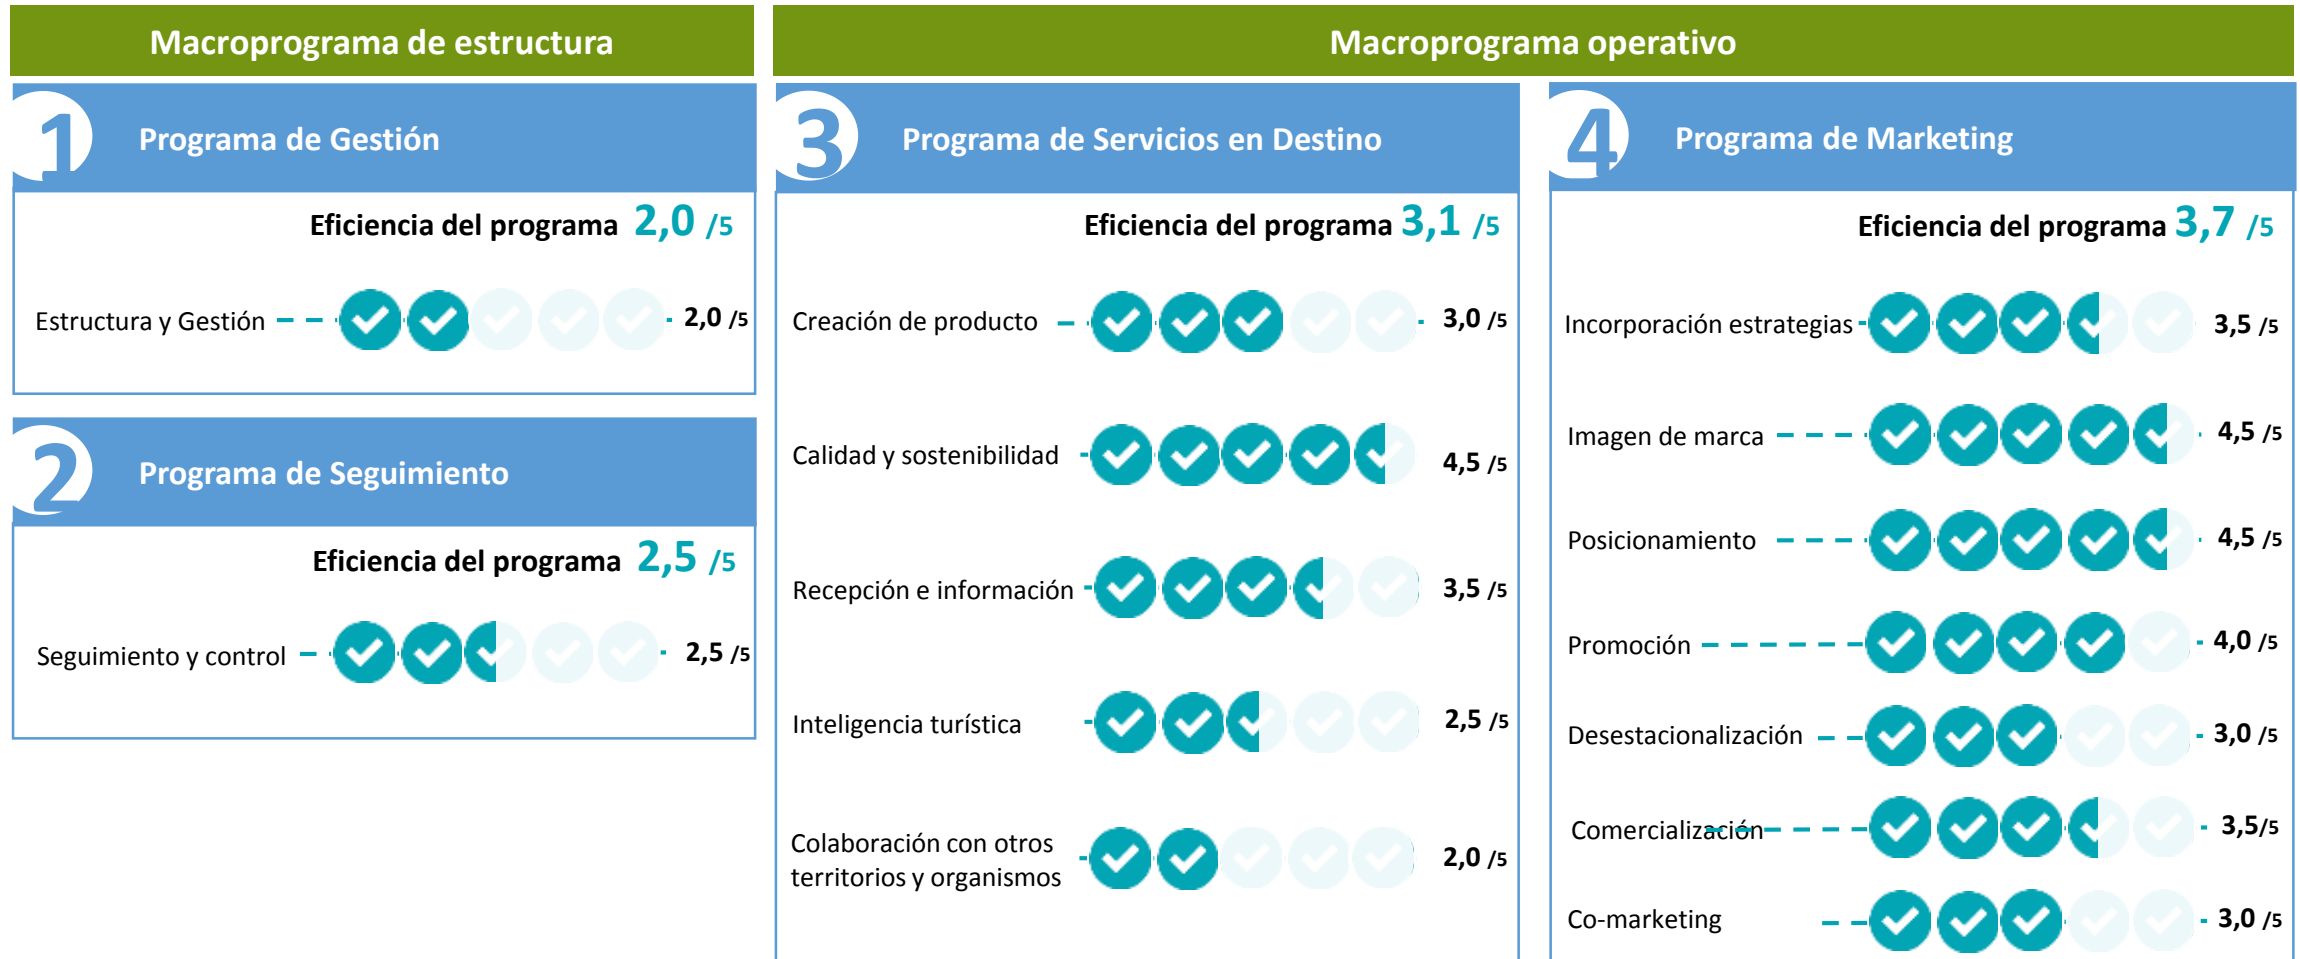 Macroprograma de estructura
1
Programa de Gestión
Eficiencia del programa 2,0 /5
Estructura y Gestión 2,0 /5
2
Programa de Seguimiento
Eficiencia del programa 2,5 /5
Seguimiento y control 2,5 /5
Macroprograma operativo
3
Programa de Servicios en Destino
Eficiencia del programa 3,1 /5
Creación de producto 3,0 /5
Calidad y sostenibilidad 4,5 /5
Recepción e información 3,5 /5
Inteligencia turística 2,5 /5
Colaboración con otros
territorios y organismos 2,0 /5
4
Programa de Marketing
Eficiencia del programa 3,7 /5
Incorporación estrategias 3,5 /5
Imagen de marca 4,5 /5
Posicionamiento 4,5 /5
Promoción 4,0 /5
Desestacionalización 3,0 /5
Comercialización 3,5/5
Co-marketing 3,0 /5